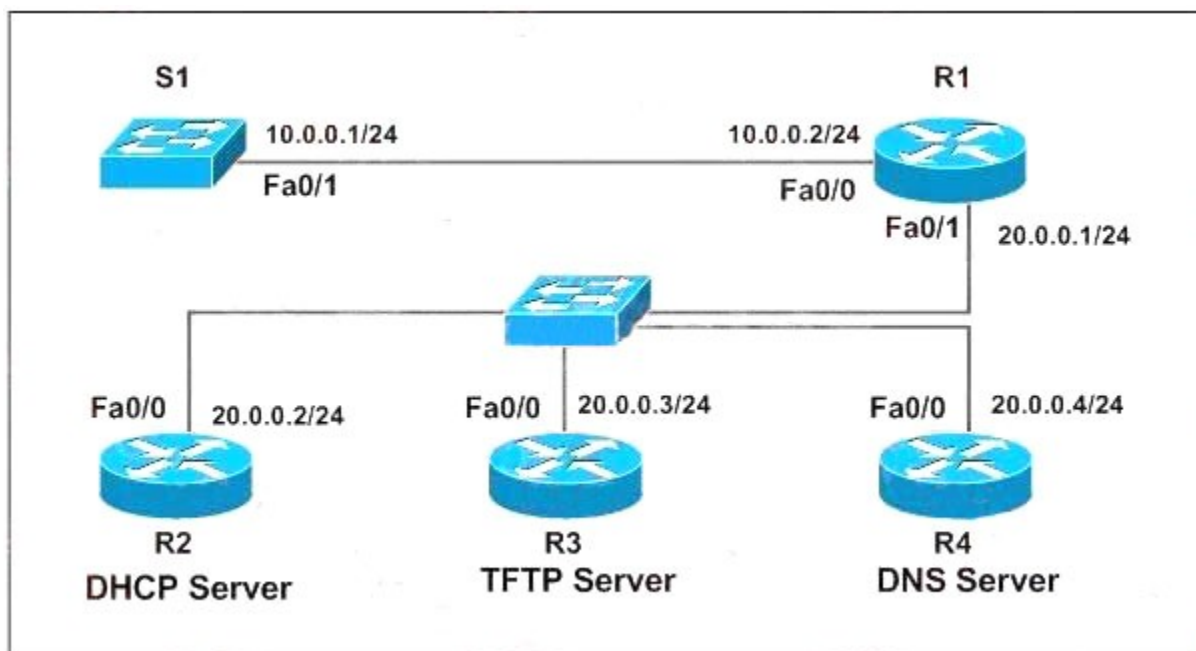 S1
R1
10.0.0.1/24
10.0.0.2/24
Fa0/1
Fa0/0
Fa0/1
20.0.0.1/24
Fa0/0
20.0.0.2/24
Fa0/0
20.0.0.3/24
Fa0/0
20.0.0.4/24
R2
R3
R4
DHCP Server
TFTP Server
DNS Server